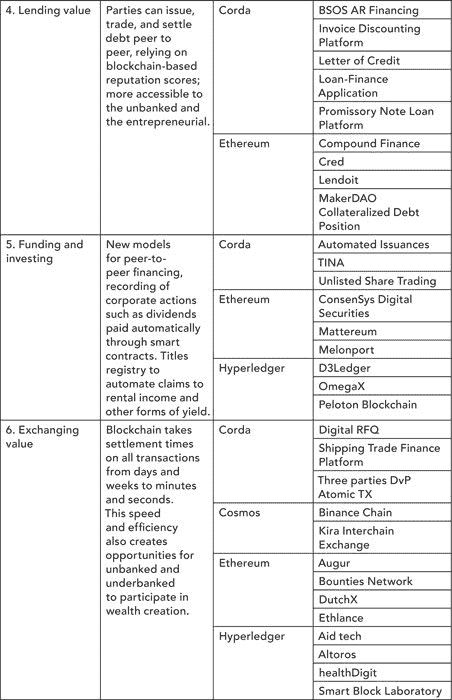 4. Lending value
Parties can issue,
trade, and settle
debt peer to
peer, relying on
blockchain-based
reputation scores;
more accessible to
the unbanked and
the entrepreneurial.
Corda
BSOS AR Financing
Invoice Discounting
Platform
Letter of Credit
Loan-Finance
Application
Promissory Note Loan
Platform
Ethereum
Compound Finance
Cred
Lendoit
MakerDAO
Collateralized Debt
Position
5. Funding and
investing
New models
for peer-to-
peer financing,
recording of
corporate actions
such as dividends
paid automatically
through smart
contracts. Titles
registry to
automate claims to
rental income and
other forms of yield.
Corda
Automated Issuances
TINA
Unlisted Share Trading
Ethereum
ConsenSys Digital
Securities
Mattereum
Melonport
Hyperledger
D3Ledger
OmegaX
Peloton Blockchain
6. Exchanging
value
Blockchain takes
settlement times
on all transactions
from days and
weeks to minutes
and seconds.
This speed
and efficiency
also creates
opportunities for
unbanked and
underbanked
to participate in
wealth creation.
Corda
Digital RFQ
Shipping Trade Finance
Platform
Three parties DvP
Atomic TX
Cosmos
Binance Chain
Kira Interchain
Exchange
Ethereum
Augur
Bounties Network
DutchX
Ethlance
Hyperledger
Aid tech
Altoros
healthDigit
Smart Block Laboratory